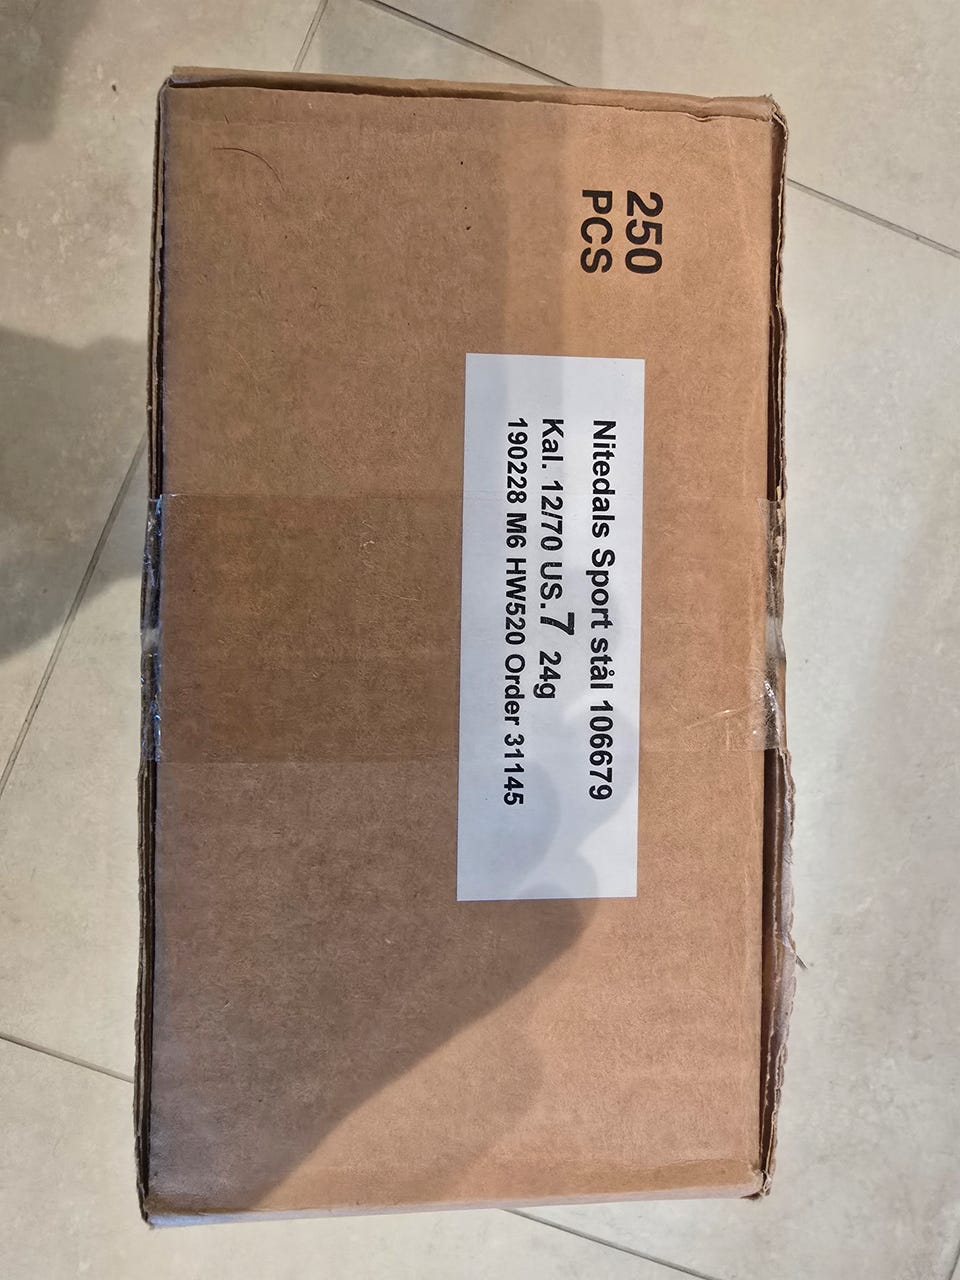 250
PCS
Nitedals Sport stål 106679
Kal. 12/70 US.7 24g
190228 M6 HW520 Order 31145